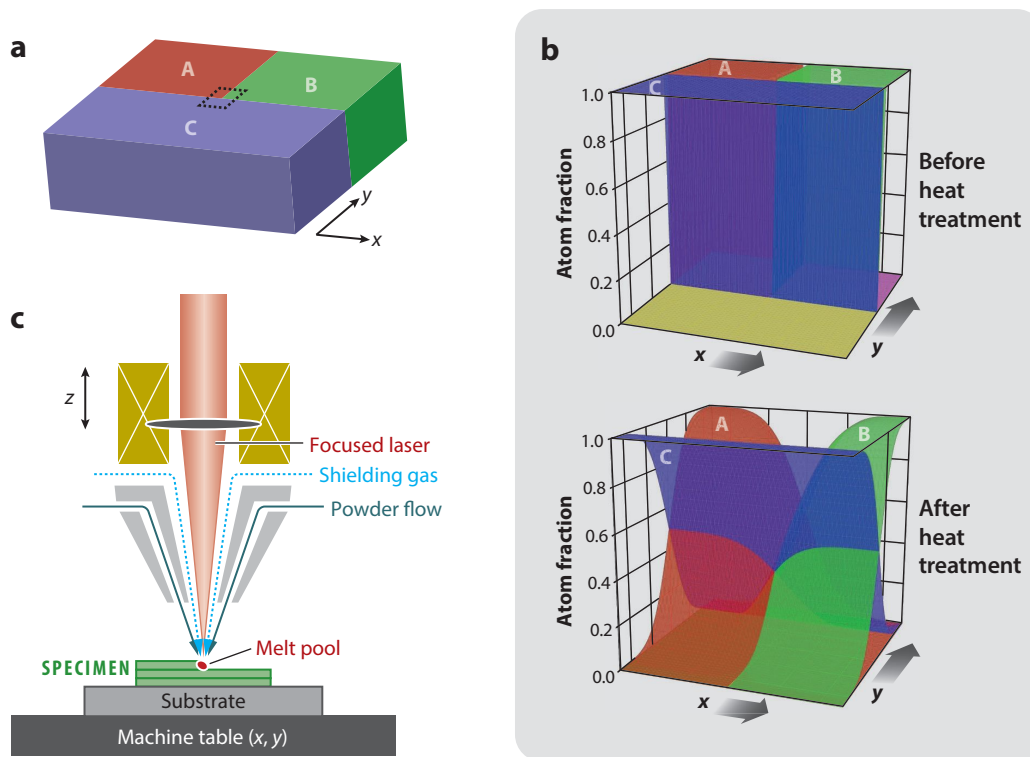 a
A
B
C
y
x
b
A
B
C
1.0
0.8
0.6
0.4
0.2
0.0
Atom fraction
x
y
Before
heat
treatment
A
B
C
1.0
0.8
0.6
0.4
0.2
0.0
Atom fraction
x
y
After
heat
treatment
c
z
Focused laser
Shielding gas
Powder flow
Melt pool
SPECIMEN
Substrate
Machine table (x, y)